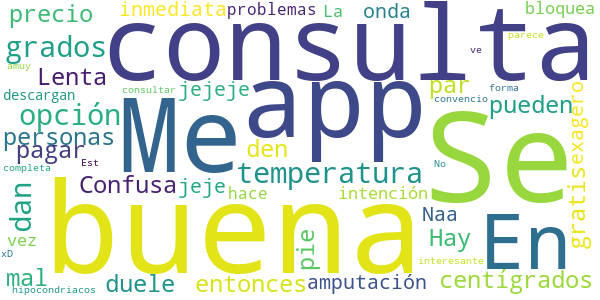 precio inmediata problemas La onda bloquea
grados consulta parece
amuy Lenta ve
descargan consultar jejeje app par convencio forma
opción Me Se pueden
personas den gratis exagero
pagar temperatura No
completa Est Confusa jeje hace intención
dan buena Naa En
vez pie Hay
xD interesante
mal duele entonces amputación centígrados
hipocondriacos